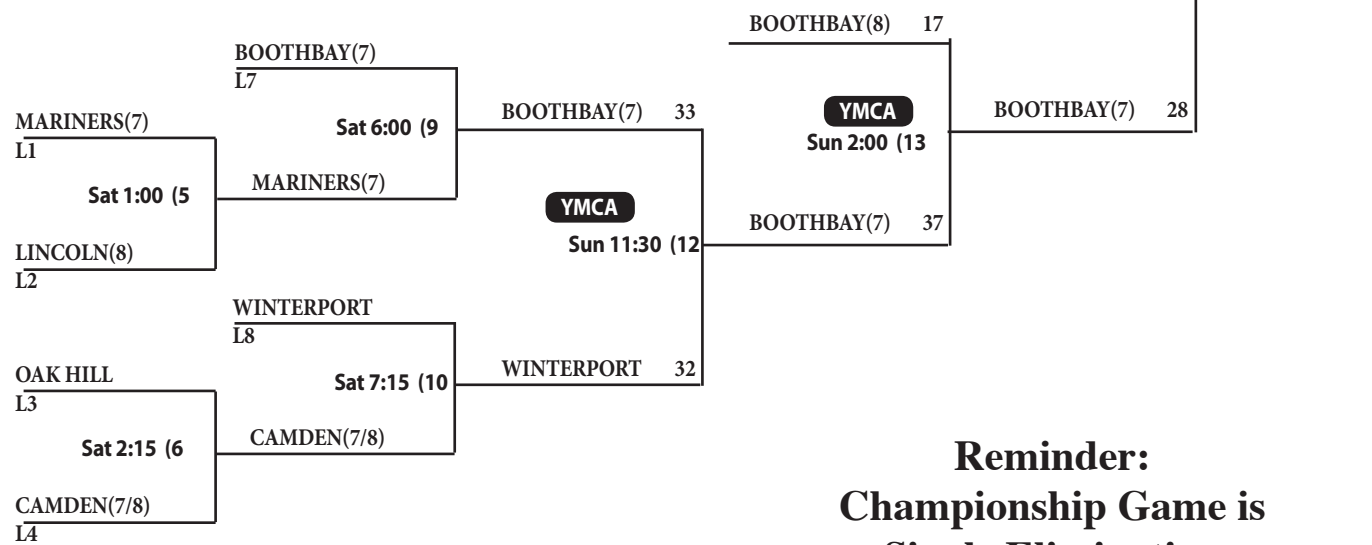 BOOTHBAY(8) 17
BOOTHBAY(7)
L7
YMCA
BOOTHBAY(7) 33
BOOTHBAY(7) 28
MARINERS(7)
Sat 6:00 (9
Sun 2:00 (13
L1
MARINERS(7)
Sat 1:00 (5
YMCA
BOOTHBAY(7) 37
Sun 11:30 (12
LINCOLN(8)
L2
WINTERPORT
L8
OAK HILL
WINTERPORT 32
Sat 7:15 (10
L3
CAMDEN(7/8)
Sat 2:15 (6
Reminder:
CAMDEN(7/8)
Championship Game is
L4